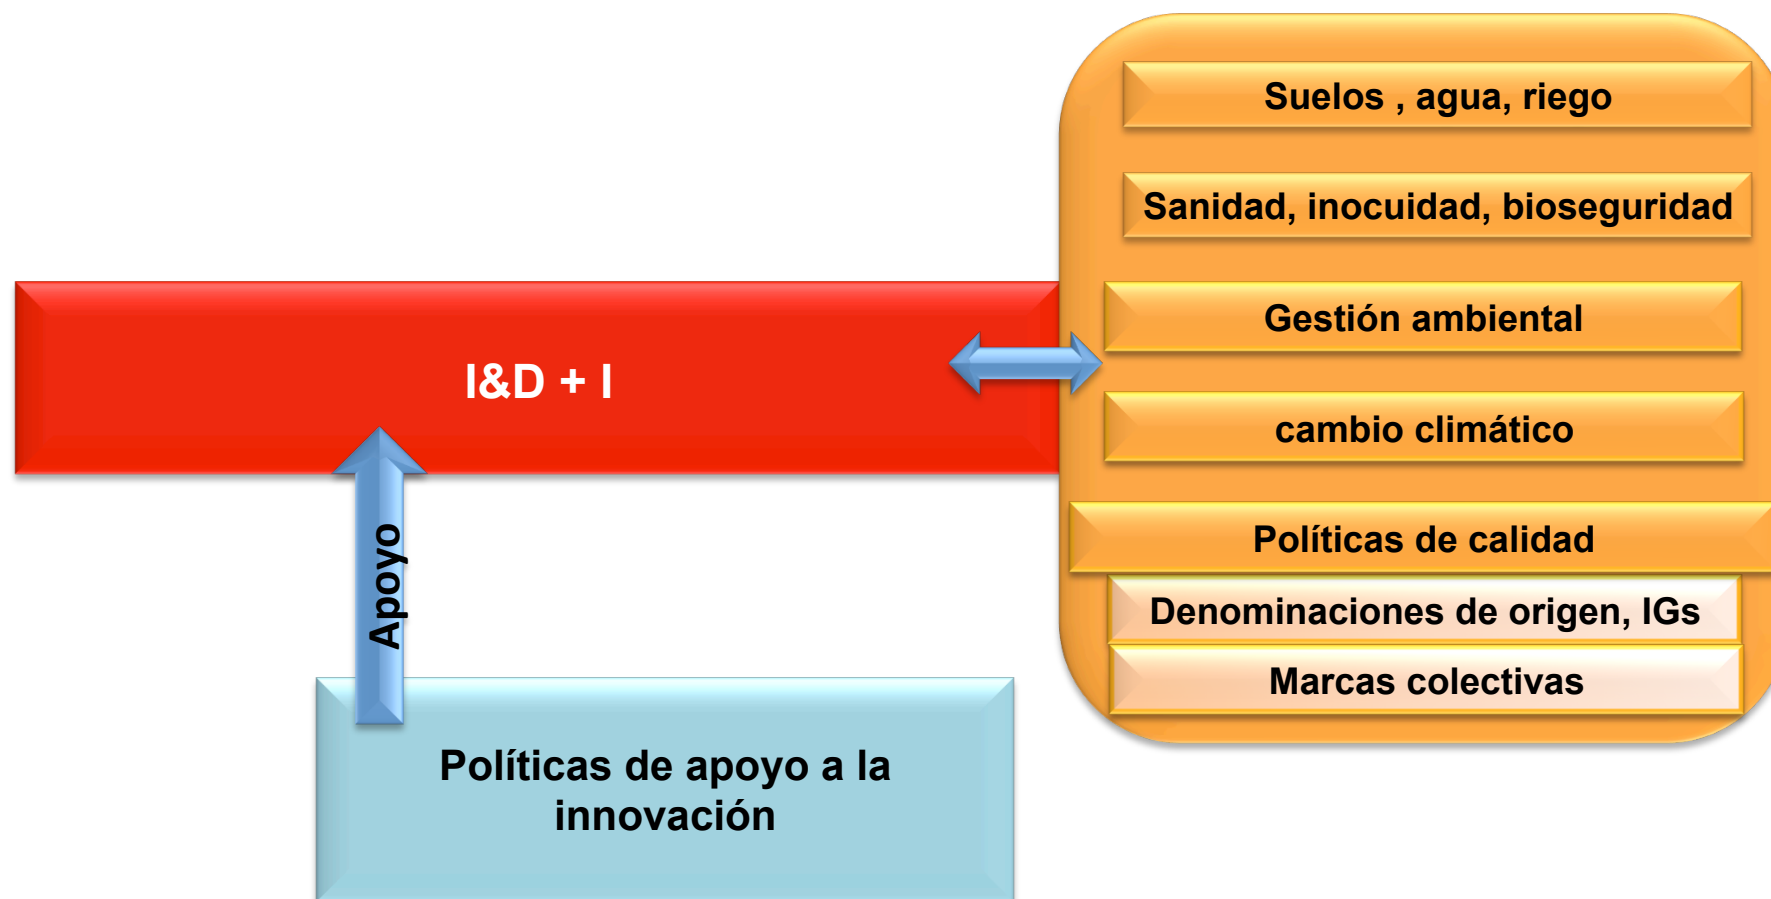 Suelos , agua, riego
Sanidad, inocuidad, bioseguridad
Gestión ambiental
I&D + I
cambio climático
Políticas de calidad
Apoyo
Denominaciones de origen, IGs
Marcas colectivas
Políticas de apoyo a la
innovación